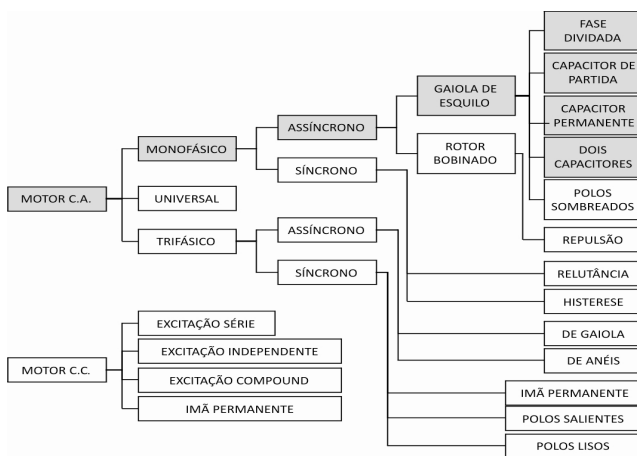 FASE
DIVIDADA
CAPACITOR DE
PARTIDA
GAIOLA DE
ESQUILO
CAPACITOR
PERMANENTE
ASSÍNCRONO
MONOFÁSICO
ROTOR
BOBINADO
DOIS
CAPACITORES
SÍNCRONO
POLOS
SOMBREADOS
MOTOR C.A.
UNIVERSAL
ASSÍNCRONO
REPULSÃO
TRIFÁSICO
SÍNCRONO
RELUTÂNCIA
HISTERESE
EXCITAÇÃO SÉRIE
DE GAIOLA
EXCITAÇÃO INDEPENDENTE
DE ANÉIS
MOTOR C.C.
EXCITAÇÃO COMPOUND
IMÃ PERMANENTE
IMÃ PERMANENTE
POLOS SALIENTES
POLOS LISOS